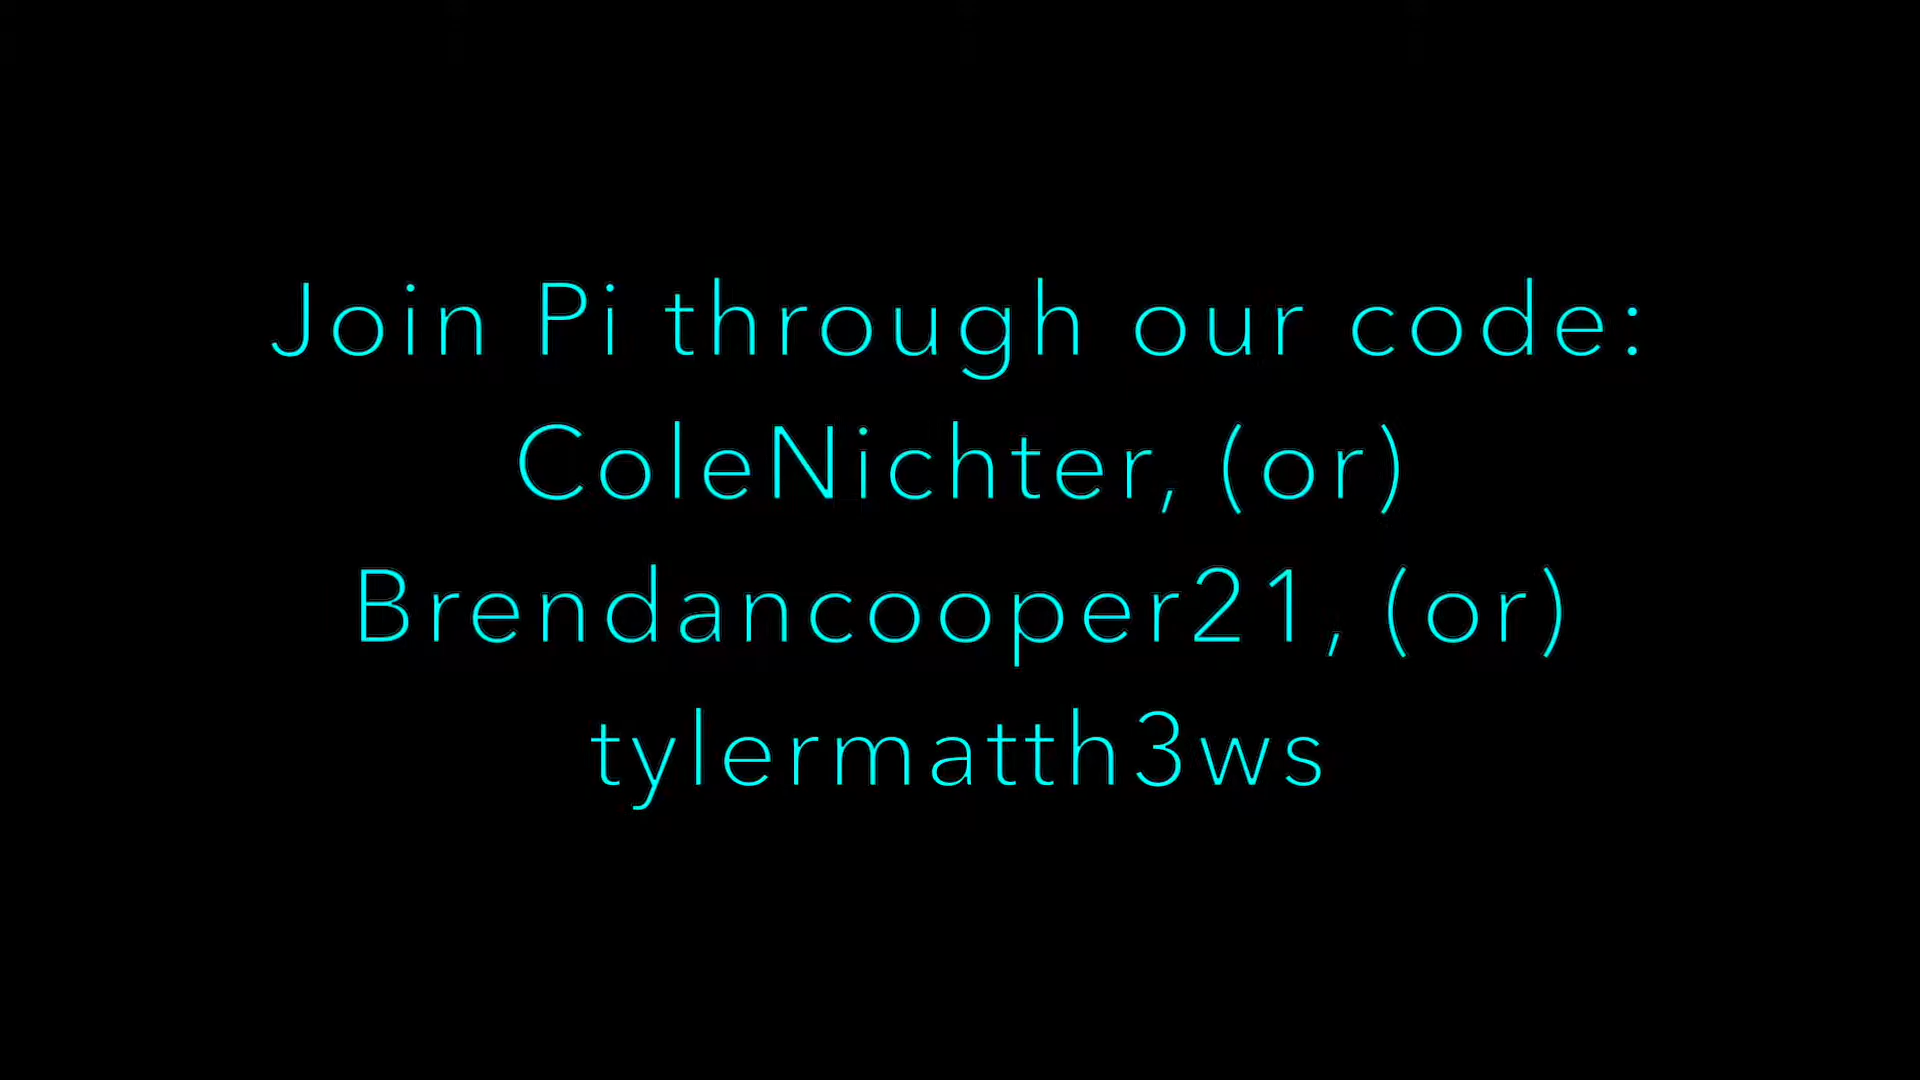 Join Pi through our code:
ColeNichter, (or)
Brendancooper21, (or)
tylermatth3ws